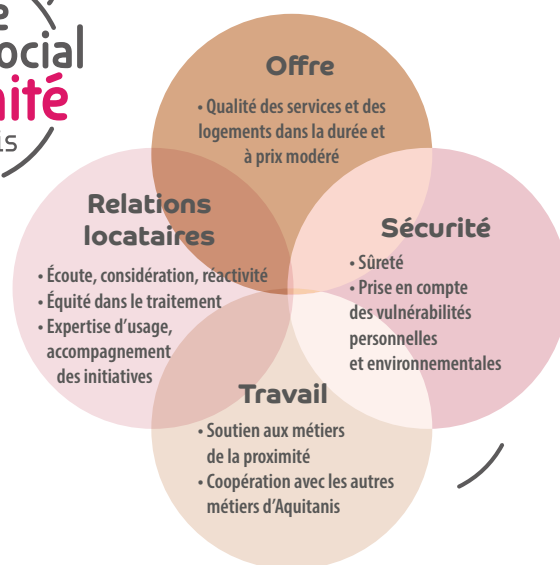 ocial
Offre
• Qualité des services et des
logements dans la durée et
à prix modéré
Relations
locataires
• Écoute, considération, réactivité
• Équité dans le traitement
• Expertise d'usage,
accompagnement
des initiatives
Sécurité
• Sûreté
• Prise en compte
des vulnérabilités
personnelles
et environnementales
Travail
• Soutien aux métiers
de la proximité
• Coopération avec les autres
métiers d'Aquitanis